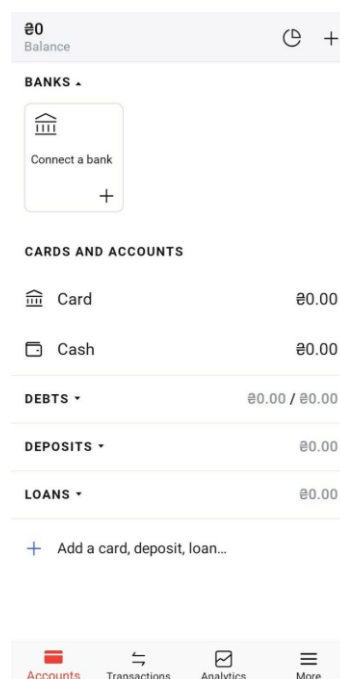 ₴0
Balance
BANKS
Connect a bank
CARDS AND ACCOUNTS
Card ₴0.00
Cash ₴0.00
DEBTS ₴0.00 / ₴0.00
DEPOSITS ₴0.00
LOANS ₴0.00
+ Add a card, deposit, loan...
Accounts Transactions Analytics More